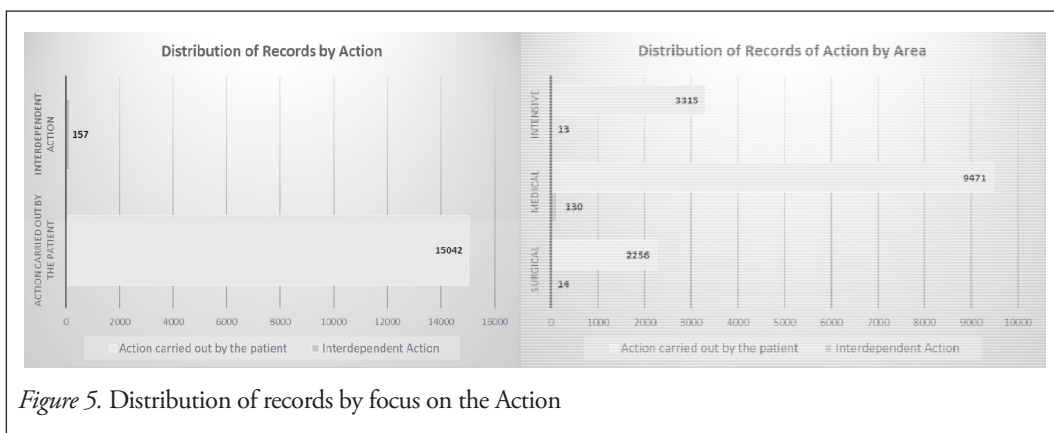 Distribution of Records by Action
INTERDEPENDENT
ACTION
157
ACTION CARRIED OUT BY
THE PATIENT
15042
0 2000 4000 6000 8000 10000 12000 14000 16000
Action carried out by the patient Interdependent Action
Distribution of Records of Action by Area
INTENSIVE
3315
13
MEDICAL
9471
130
SURGICAL
2256
14
0 1000 2000 3000 4000 5000 6000 7000 8000 9000 10000
Action carried out by the patient Interdependent Action
Figure 5. Distribution of records by focus on the Action